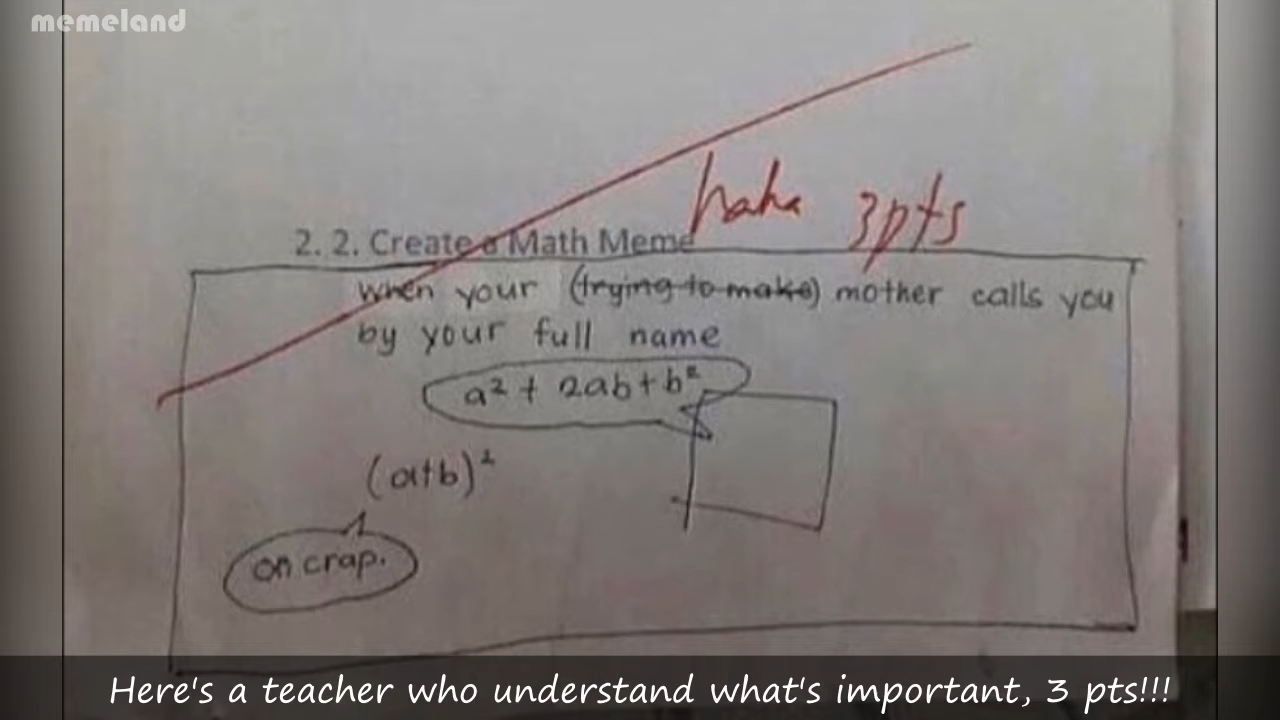 memeland
haha 3pts
2. 2. Create a Math Meme
when your (trying to make) mother calls you
by your full name
a² + 2ab + b²
(a+b)²
oh crap.
Here's a teacher who understand what's important, 3 pts!!!